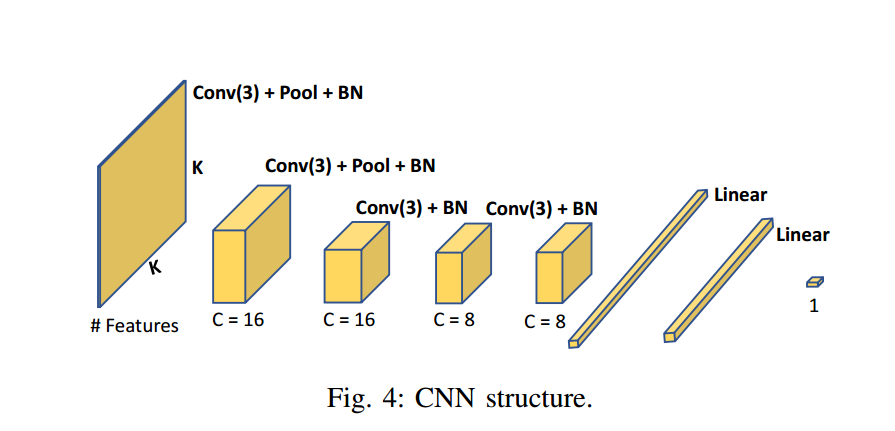 Conv(3) + Pool + BN
K
Conv(3) + Pool + BN
K
Conv(3) + BN
Conv(3) + BN
Linear
Linear
# Features
C = 16
C = 16
C = 8
C = 8
1
Fig. 4: CNN structure.